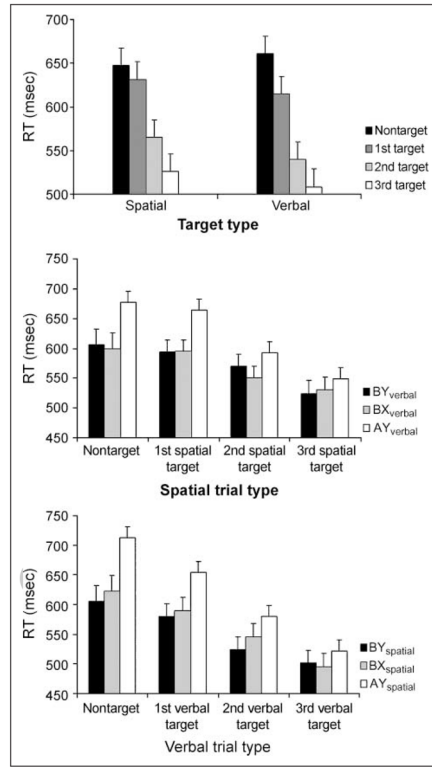 700
650
600
550
500
RT (msec)
Nontarget
1st target
2nd target
3rd target
Spatial
Verbal
Target type
750
700
650
600
550
500
450
RT (msec)
BYverbal
BXverbal
AYverbal
Nontarget
1st spatial
target
2nd spatial
target
3rd spatial
target
Spatial trial type
750
700
650
600
550
500
450
RT (msec)
BYspatial
BXspatial
AYspatial
Nontarget
1st verbal
target
2nd verbal
target
3rd verbal
target
Verbal trial type